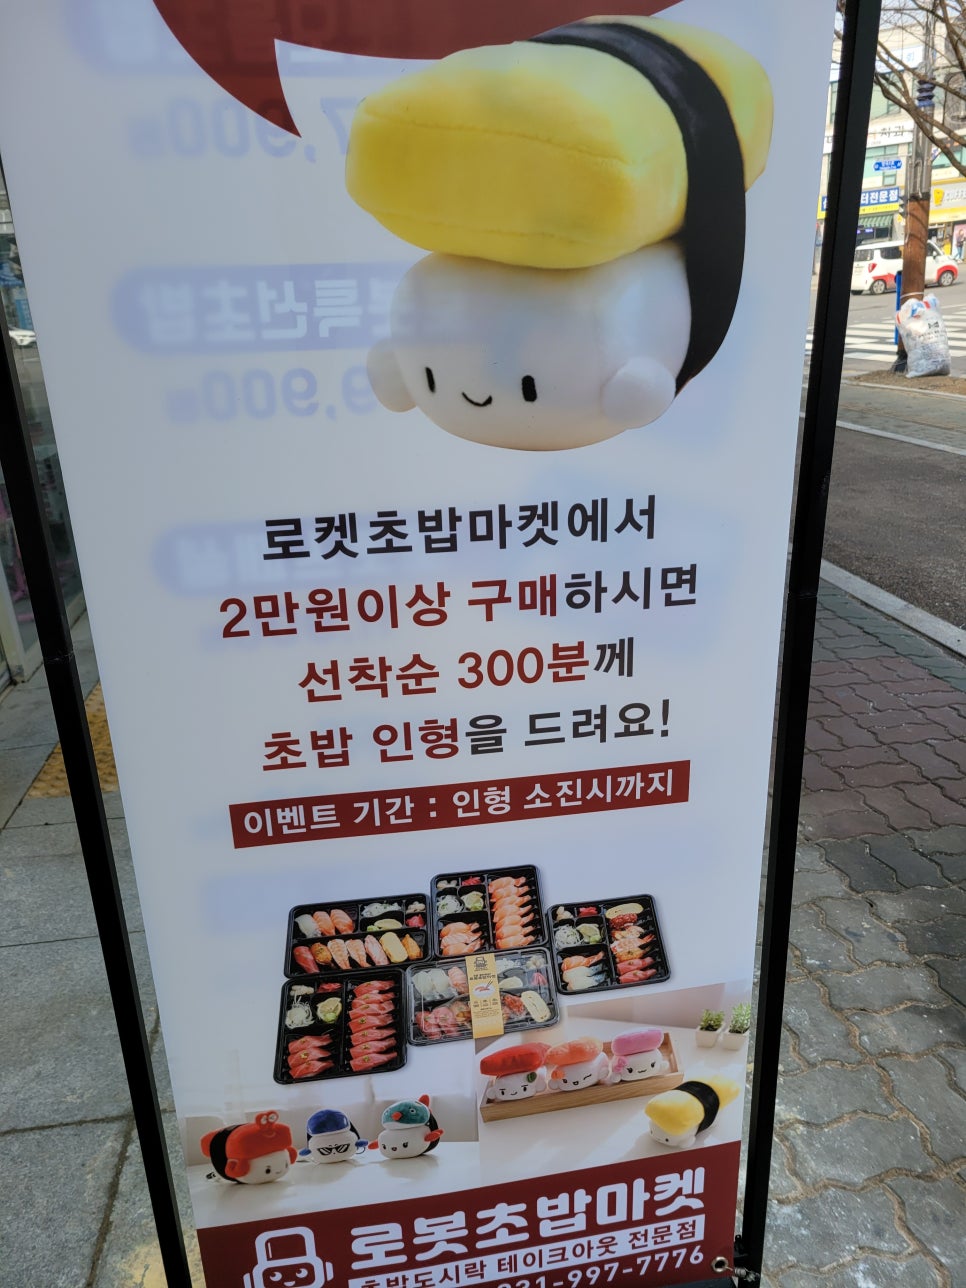 로켓초밥마켓에서
2만원이상 구매하시면
선착순 300분께
초밥 인형을 드려요!
이벤트 기간 : 인형 소진시까지
로봇초밥마켓
초밥도시락 테이크아웃 전문점
031-997-7776